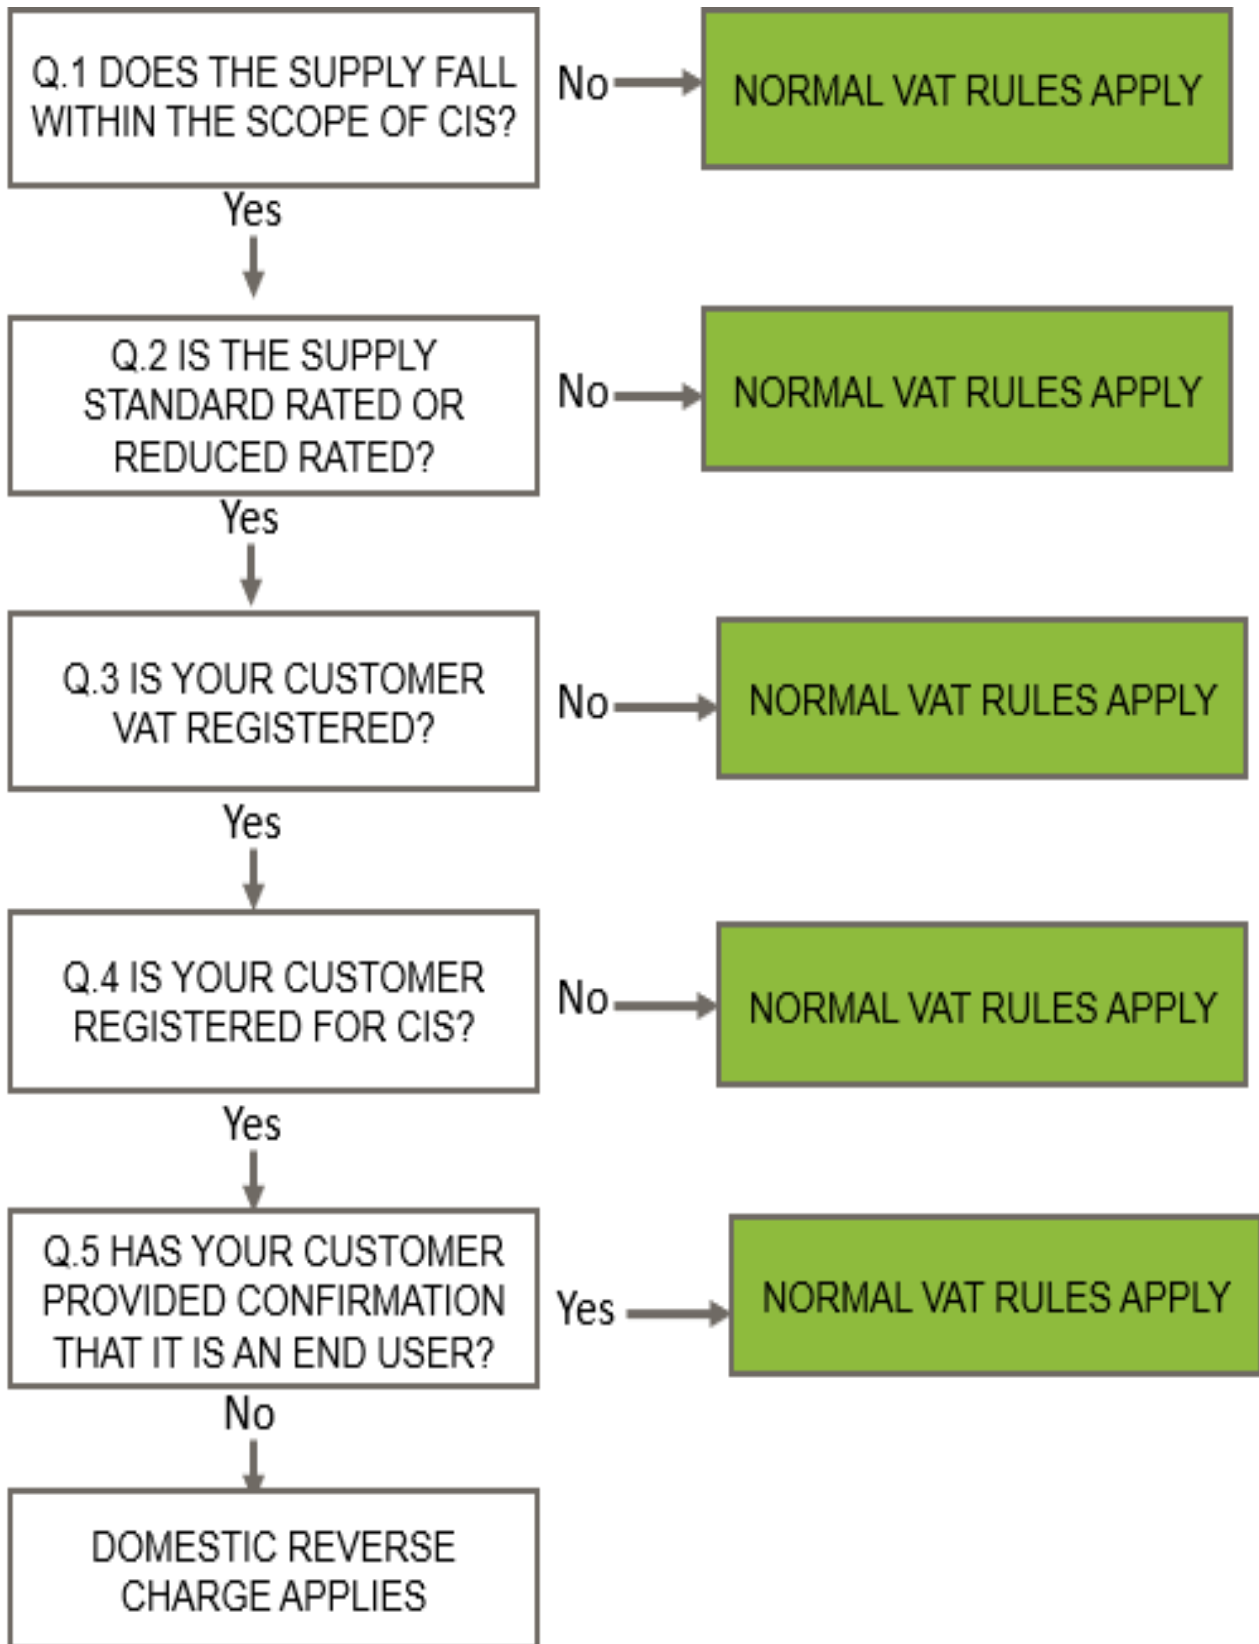 Q.1 DOES THE SUPPLY FALL
WITHIN THE SCOPE OF CIS?
No
NORMAL VAT RULES APPLY
Yes
Q.2 IS THE SUPPLY
STANDARD RATED OR
REDUCED RATED?
No
NORMAL VAT RULES APPLY
Yes
Q.3 IS YOUR CUSTOMER
VAT REGISTERED?
No
NORMAL VAT RULES APPLY
Yes
Q.4 IS YOUR CUSTOMER
REGISTERED FOR CIS?
No
NORMAL VAT RULES APPLY
Yes
Q.5 HAS YOUR CUSTOMER
PROVIDED CONFIRMATION
THAT IT IS AN END USER?
Yes
NORMAL VAT RULES APPLY
No
DOMESTIC REVERSE
CHARGE APPLIES